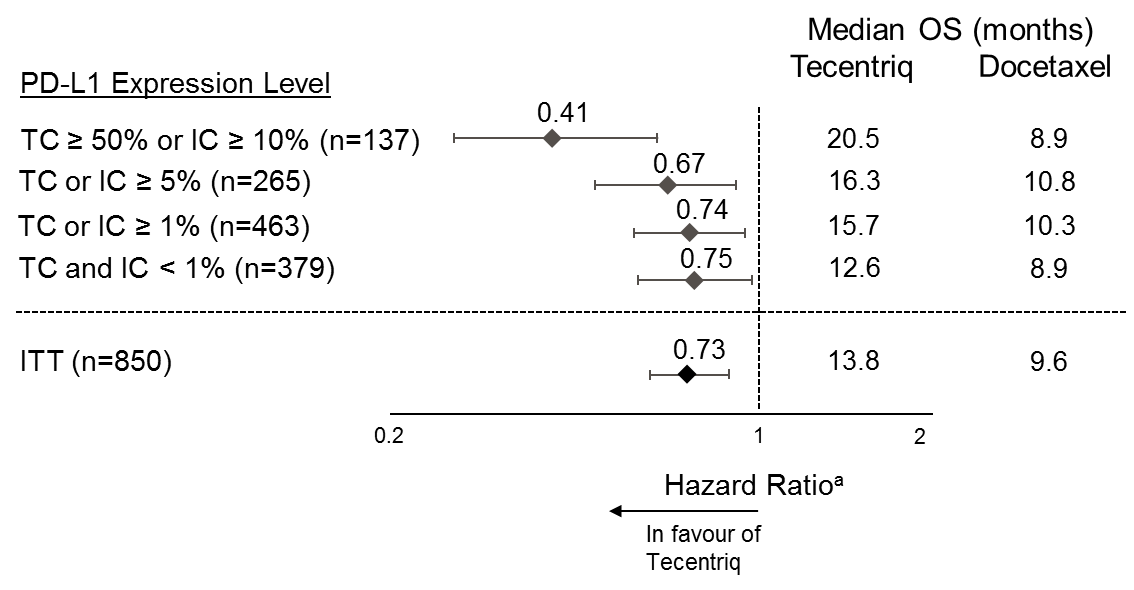 Median OS (months)
Tecentriq Docetaxel
PD-L1 Expression Level
0.41
TC ≥ 50% or IC ≥ 10% (n=137) 20.5 8.9
0.67
TC or IC ≥ 5% (n=265) 16.3 10.8
0.74
TC or IC ≥ 1% (n=463) 15.7 10.3
0.75
TC and IC < 1% (n=379) 12.6 8.9
0.73
ITT (n=850) 13.8 9.6
0.2 1 2
Hazard Ratioᵃ
In favour of
Tecentriq